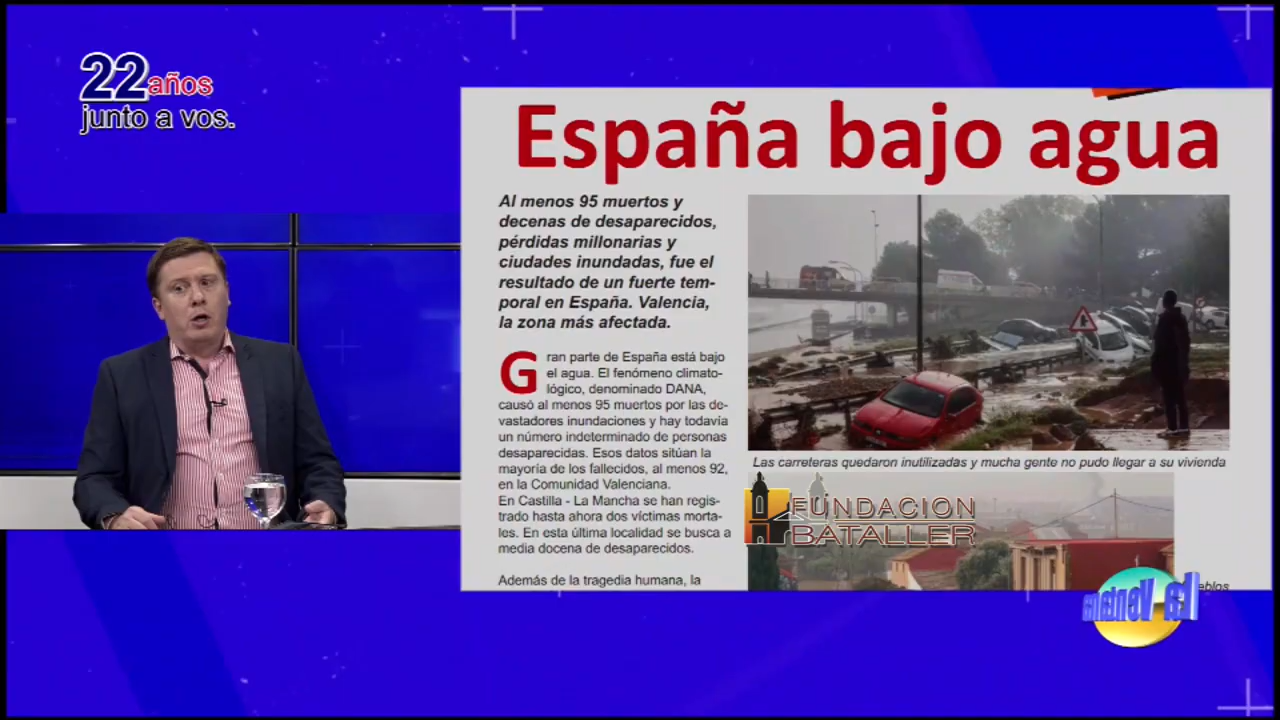 22 años
junto a vos.
España bajo agua
Al menos 95 muertos y
decenas de desaparecidos,
pérdidas millonarias y
ciudades inundadas, fue el
resultado de un fuerte tem-
poral en España. Valencia,
la zona más afectada.
Gran parte de España está bajo
el agua. El fenómeno climato-
lógico, denominado DANA,
causó al menos 95 muertos por las de-
vastadores inundaciones y hay todavía
un número indeterminado de personas
desaparecidas. Esos datos sitúan la
mayoría de los fallecidos, al menos 92,
en la Comunidad Valenciana.
En Castilla - La Mancha se han regis-
trado hasta ahora dos víctimas morta-
les. En esta última localidad se busca a
media docena de desaparecidos.
Además de la tragedia humana, la
Las carreteras quedaron inutilizadas y mucha gente no pudo llegar a su vivienda
FUNDACION
BATALLER
La Ventana